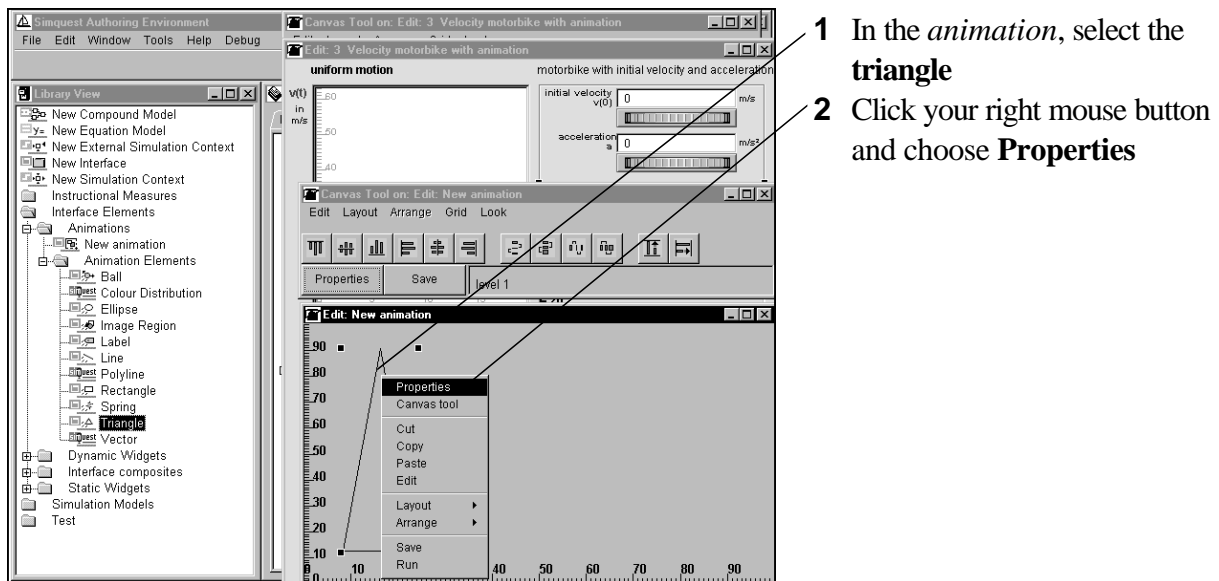 Simquest Authoring Environment
File Edit Window Tools Help Debug
Library View
New Compound Model
y= New Equation Model
New External Simulation Context
New Interface
New Simulation Context
Instructional Measures
Interface Elements
Animations
New animation
Animation Elements
Ball
Colour Distribution
Ellipse
Image Region
Label
Line
Polyline
Rectangle
Spring
Triangle
Vector
Dynamic Widgets
Interface composites
Static Widgets
Simulation Models
Test
Canvas Tool on: Edit: 3 Velocity motorbike with animation
Edit: 3 Velocity motorbike with animation
uniform motion
motorbike with initial velocity and acceleration
v(t)
in
m/s
60
50
40
initial velocity
v(0) 0 m/s
acceleration
a 0 m/s²
Canvas Tool on: Edit: New animation
Edit Layout Arrange Grid Look
Properties Save level 1
Edit: New animation
90
80
70
60
50
40
30
20
10
0
0 10 40 50 60 70 80 90
Properties
Canvas tool
Cut
Copy
Paste
Edit
Layout
Arrange
Save
Run
1 In the animation, select the
triangle
2 Click your right mouse button
and choose Properties